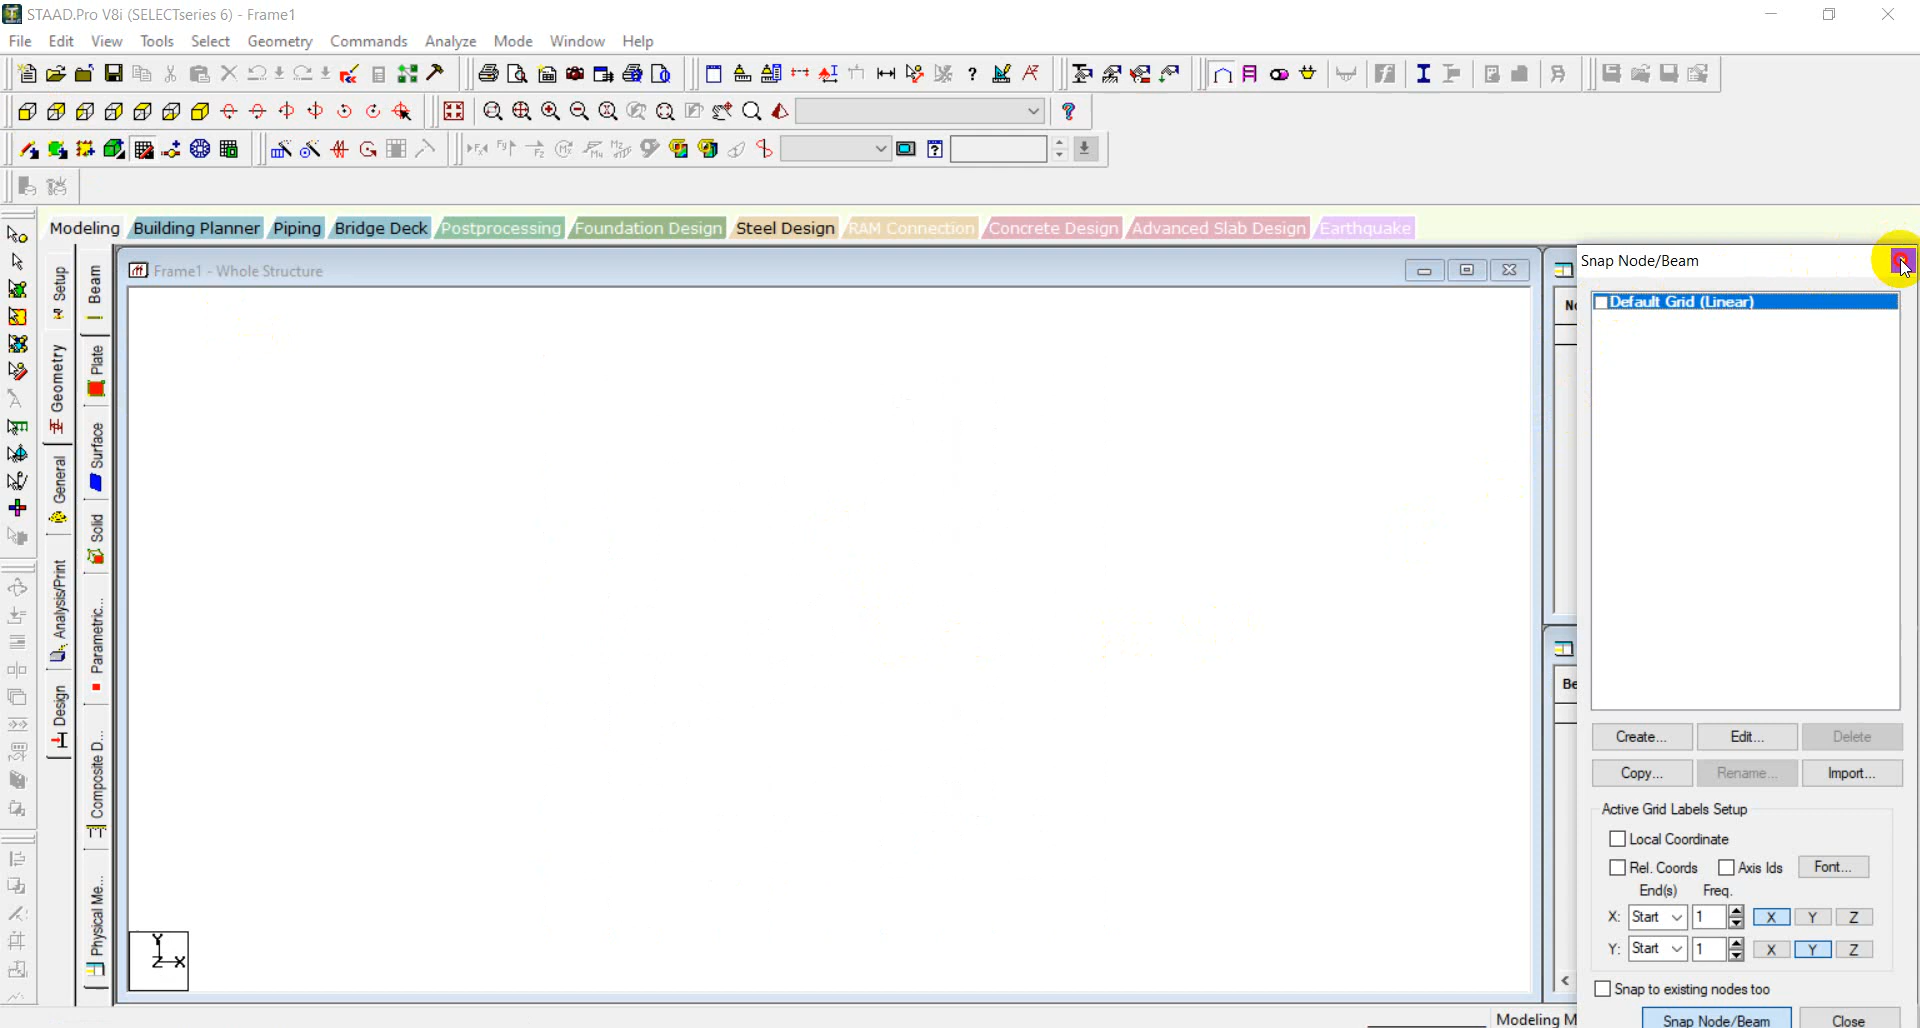 STAAD.Pro V8i (SELECTseries 6) - Frame1
File Edit View Tools Select Geometry Commands Analyze Mode Window Help
Modeling Building Planner Piping Bridge Deck Postprocessing Foundation Design Steel Design RAM Connection Concrete Design Advanced Slab Design Earthquake
Setup
Geometry
General
Analysis/Print
Design
Beam
Plate
Surface
Solid
Parametric...
Composite D...
Physical Me...
Frame1 - Whole Structure
Y
Z X
Snap Node/Beam
Default Grid (Linear)
Create... Edit... Delete
Copy... Rename... Import...
Active Grid Labels Setup
Local Coordinate
Rel. Coords Axis Ids Font...
End(s) Freq.
X: Start 1 X Y Z
Y: Start 1 X Y Z
Snap to existing nodes too
Snap Node/Beam Close
Modeling M